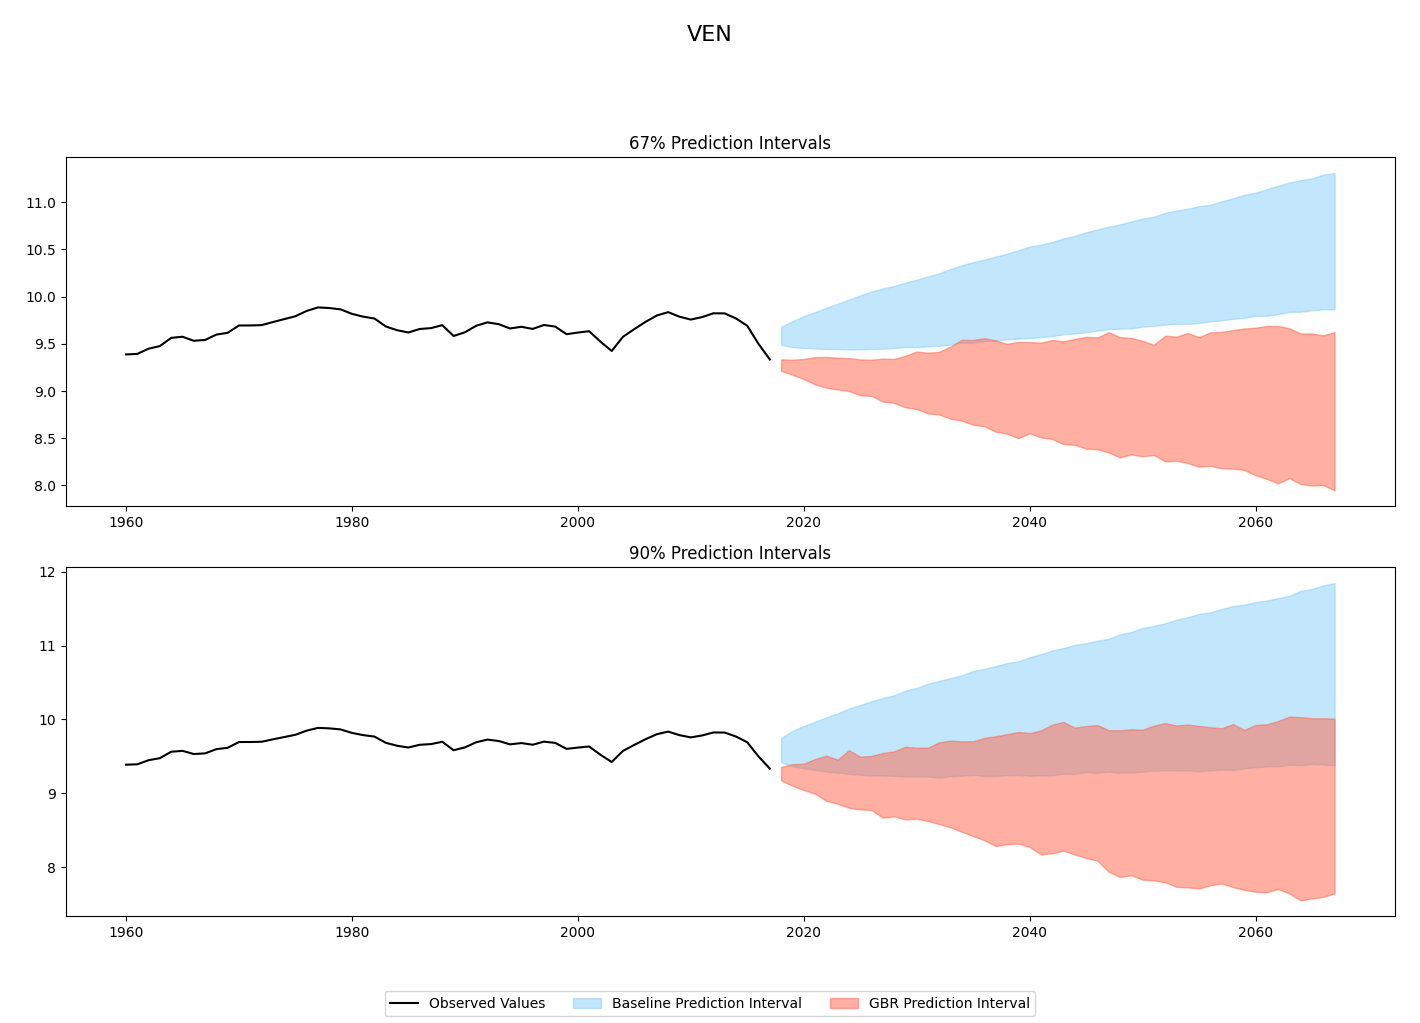 VEN
67% Prediction Intervals
11.0
10.5
10.0
9.5
9.0
8.5
8.0
1960 1980 2000 2020 2040 2060
90% Prediction Intervals
12
11
10
9
8
1960 1980 2000 2020 2040 2060
Observed Values Baseline Prediction Interval GBR Prediction Interval